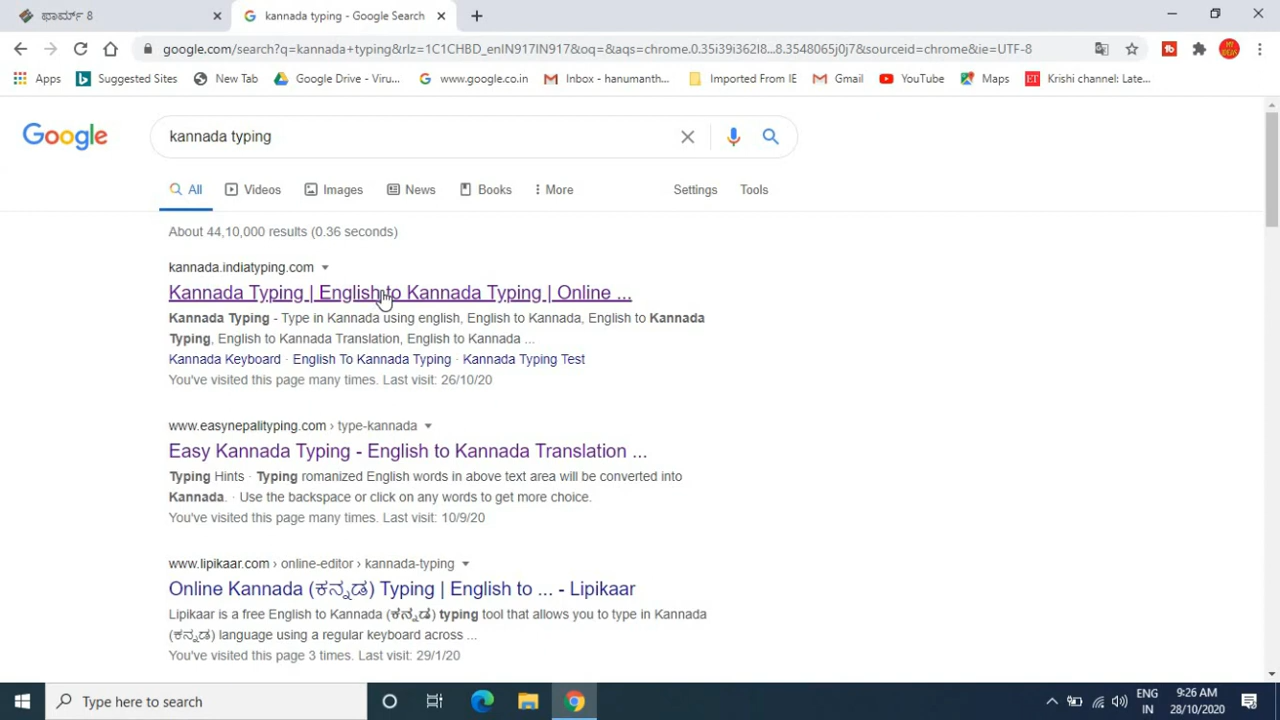 ಫಾರ್ಮ್ 8
kannada typing - Google Search
google.com/search?q=kannada+typing&rlz=1C1CHBD_enIN917IN917&oq=&aqs=chrome.0.35i39i362l8...8.3548065j0j7&sourceid=chrome&ie=UTF-8
Apps Suggested Sites New Tab Google Drive - Viru... www.google.co.in Inbox - hanumanth... Imported From IE Gmail YouTube Maps ET Krishi channel: Late...
Google kannada typing
All Videos Images News Books More Settings Tools
About 44,10,000 results (0.36 seconds)
kannada.indiatyping.com
Kannada Typing | English to Kannada Typing | Online ...
Kannada Typing - Type in Kannada using english, English to Kannada, English to Kannada
Typing, English to Kannada Translation, English to Kannada ...
Kannada Keyboard · English To Kannada Typing · Kannada Typing Test
You've visited this page many times. Last visit: 26/10/20
www.easynepalityping.com › type-kannada
Easy Kannada Typing - English to Kannada Translation ...
Typing Hints · Typing romanized English words in above text area will be converted into
Kannada. · Use the backspace or click on any words to get more choice.
You've visited this page many times. Last visit: 10/9/20
www.lipikaar.com › online-editor › kannada-typing
Online Kannada (ಕನ್ನಡ) Typing | English to ... - Lipikaar
Lipikaar is a free English to Kannada (ಕನ್ನಡ) typing tool that allows you to type in Kannada
(ಕನ್ನಡ) language using a regular keyboard across ...
You've visited this page 3 times. Last visit: 29/1/20
Type here to search
ENG
IN
9:26 AM
28/10/2020